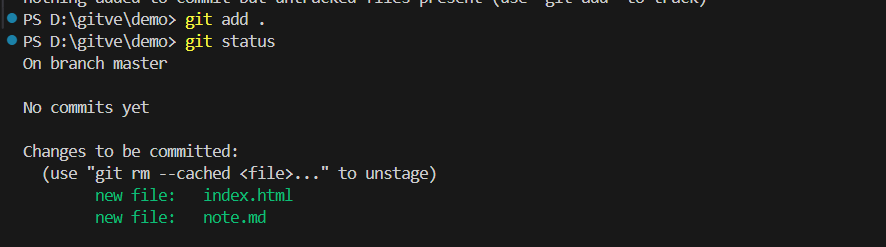 nothing added to commit but untracked files present (use "git add" to track)
PS D:\gitve\demo> git add .
PS D:\gitve\demo> git status
On branch master
No commits yet
Changes to be committed:
(use "git rm --cached <file>..." to unstage)
new file: index.html
new file: note.md